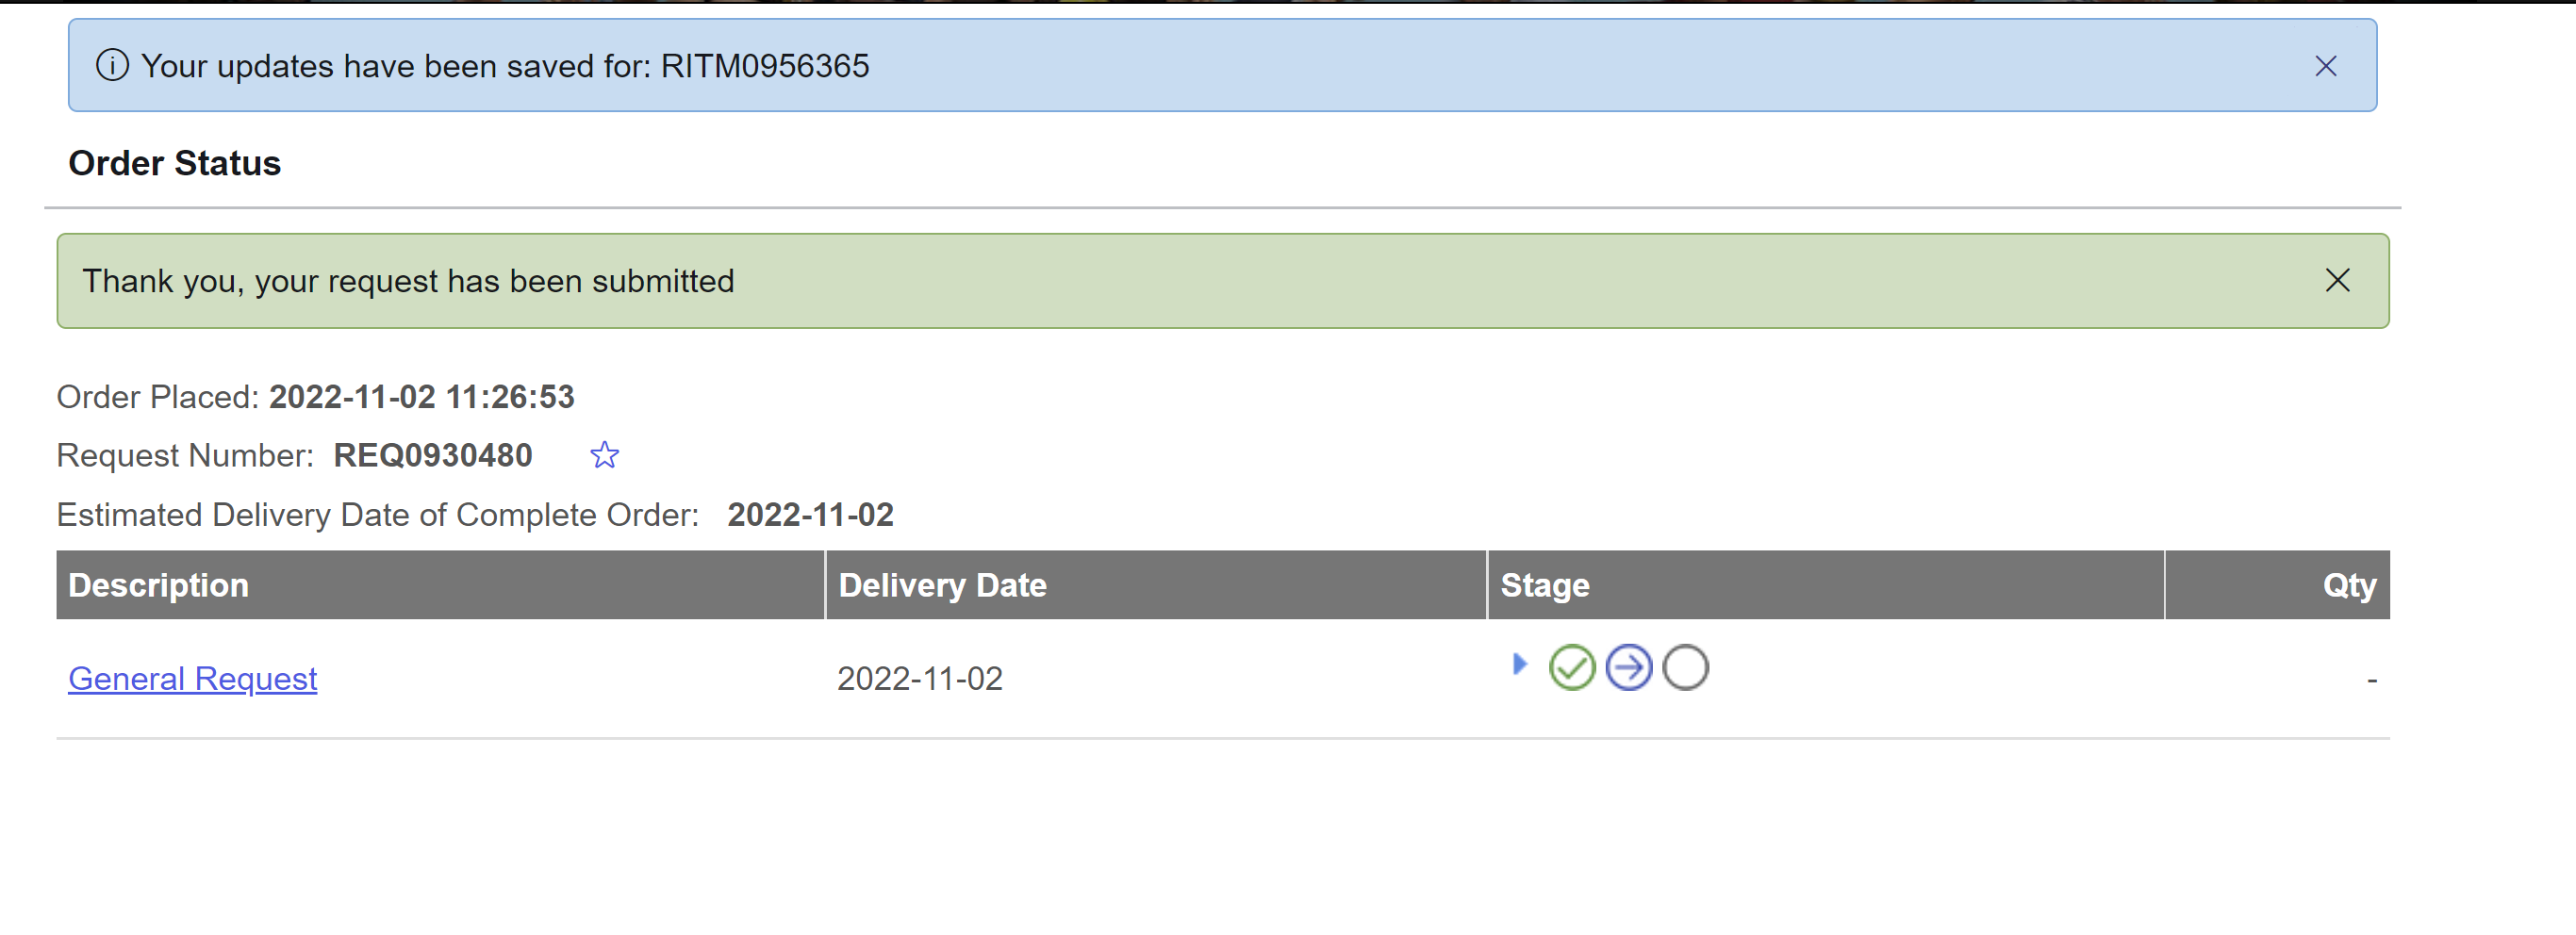 Your updates have been saved for: RITM0956365
Order Status
Thank you, your request has been submitted
Order Placed: 2022-11-02 11:26:53
Request Number: REQ0930480
Estimated Delivery Date of Complete Order: 2022-11-02
Description Delivery Date Stage Qty
General Request 2022-11-02 -